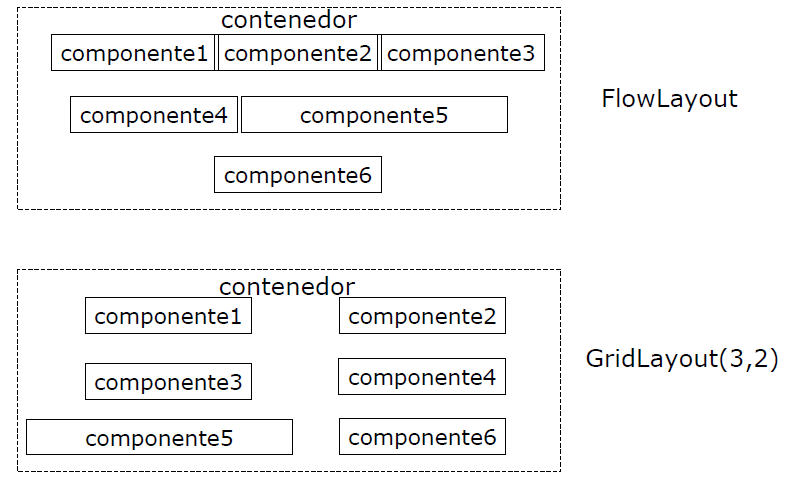 contenedor
componente1 componente2 componente3
componente4 componente5
FlowLayout
componente6
contenedor
componente1 componente2
componente3 componente4
GridLayout(3,2)
componente5 componente6